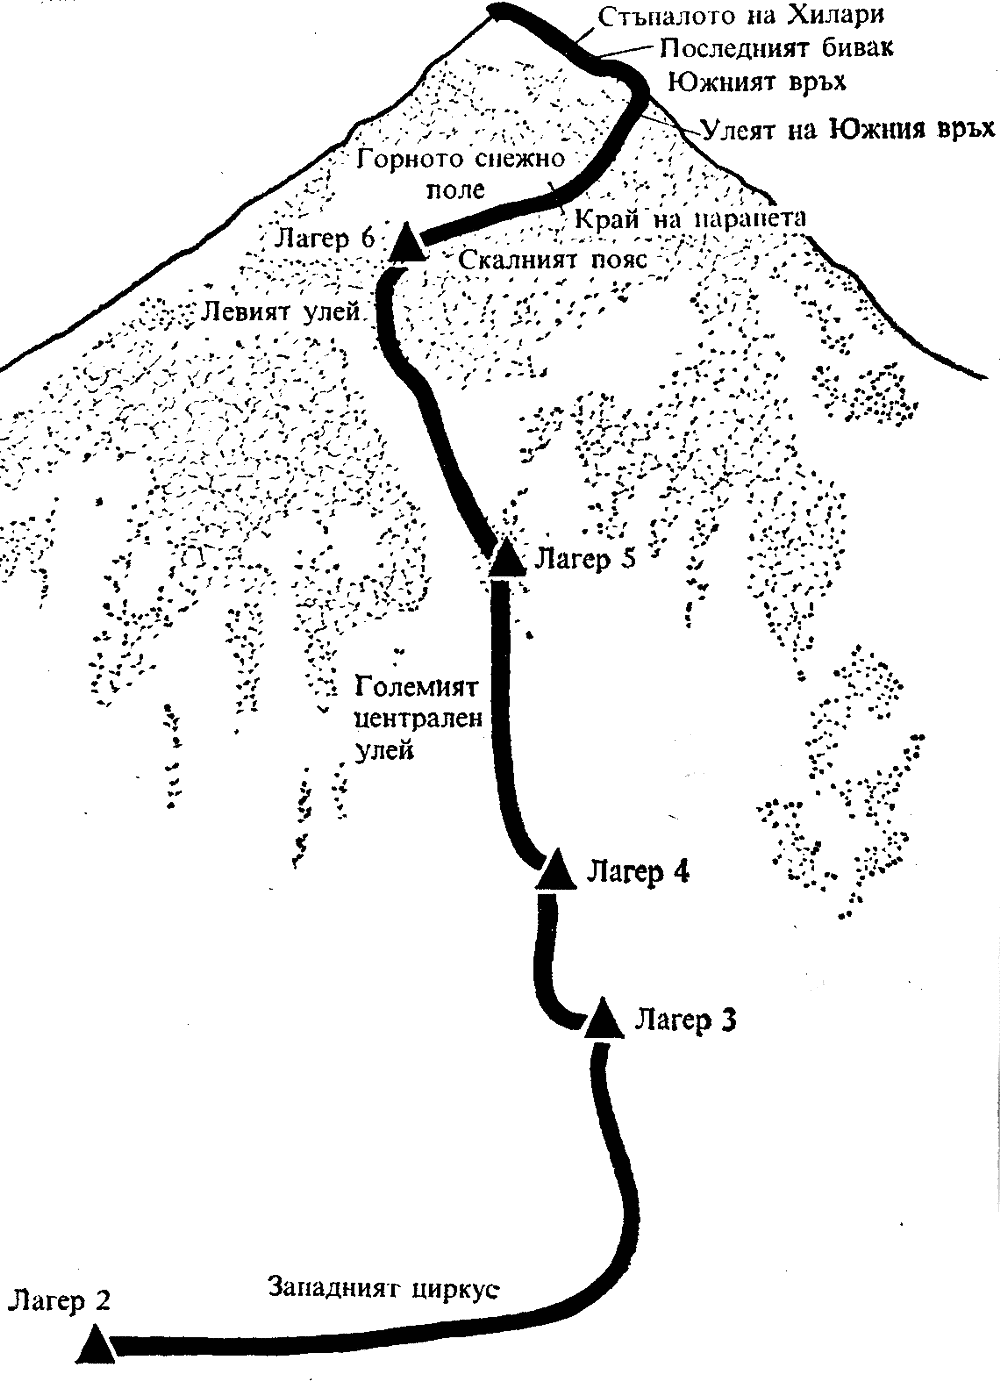 Стъпалото на Хилари
Последният бивак
Южният връх
Улеят на Южния връх
Горното снежно
поле
Край на парапета
Лагер 6
Скалният пояс
Левият улей
Лагер 5
Големият
централен
улей
Лагер 4
Лагер 3
Западният циркус
Лагер 2